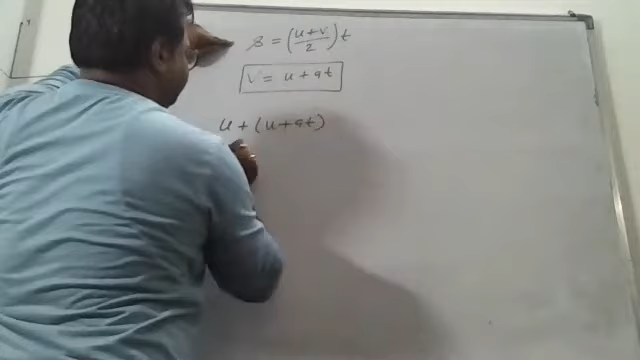 s = (u+v/2) t
v = u + at
u + (u+at)